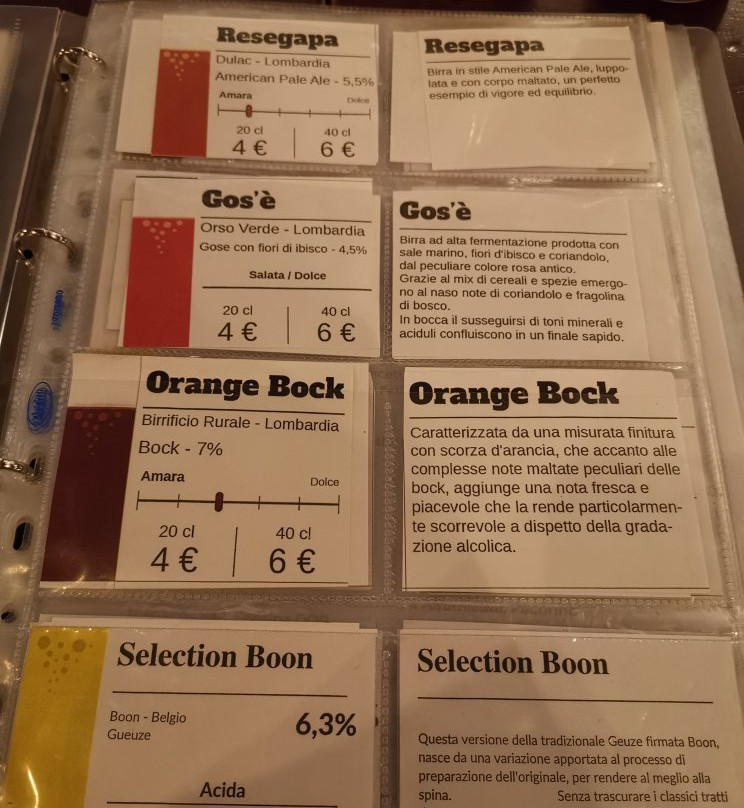 Resegapa
Dulac - Lombardia
American Pale Ale - 5,5%
Amara
Dolce
20 cl
40 cl
4 €
6 €
Resegapa
Birra in stile American Pale Ale, luppo-
lata e con corpo maltato, un perfetto
esempio di vigore ed equilibrio.
Gos'è
Orso Verde - Lombardia
Gose con fiori di ibisco - 4,5%
Salata / Dolce
20 cl
40 cl
4 €
6 €
Gos'è
Birra ad alta fermentazione prodotta con
sale marino, fiori d'ibisco e coriandolo,
dal peculiare colore rosa antico.
Grazie al mix di cereali e spezie emergo-
no al naso note di coriandolo e fragolina
di bosco.
In bocca il susseguirsi di toni minerali e
aciduli confluiscono in un finale sapido.
Orange Bock
Birrificio Rurale - Lombardia
Bock - 7%
Amara
Dolce
20 cl
40 cl
4 €
6 €
Orange Bock
Caratterizzata da una misurata finitura
con scorza d'arancia, che accanto alle
complesse note maltate peculiari delle
bock, aggiunge una nota fresca e
piacevole che la rende particolarmen-
te scorrevole a dispetto della grada-
zione alcolica.
Selection Boon
Boon - Belgio
Gueuze
6,3%
Acida
Selection Boon
Questa versione della tradizionale Geuze firmata Boon,
nasce da una variazione apportata al processo di
preparazione dell'originale, per rendere al meglio alla
spina. Senza trascurare i classici tratti